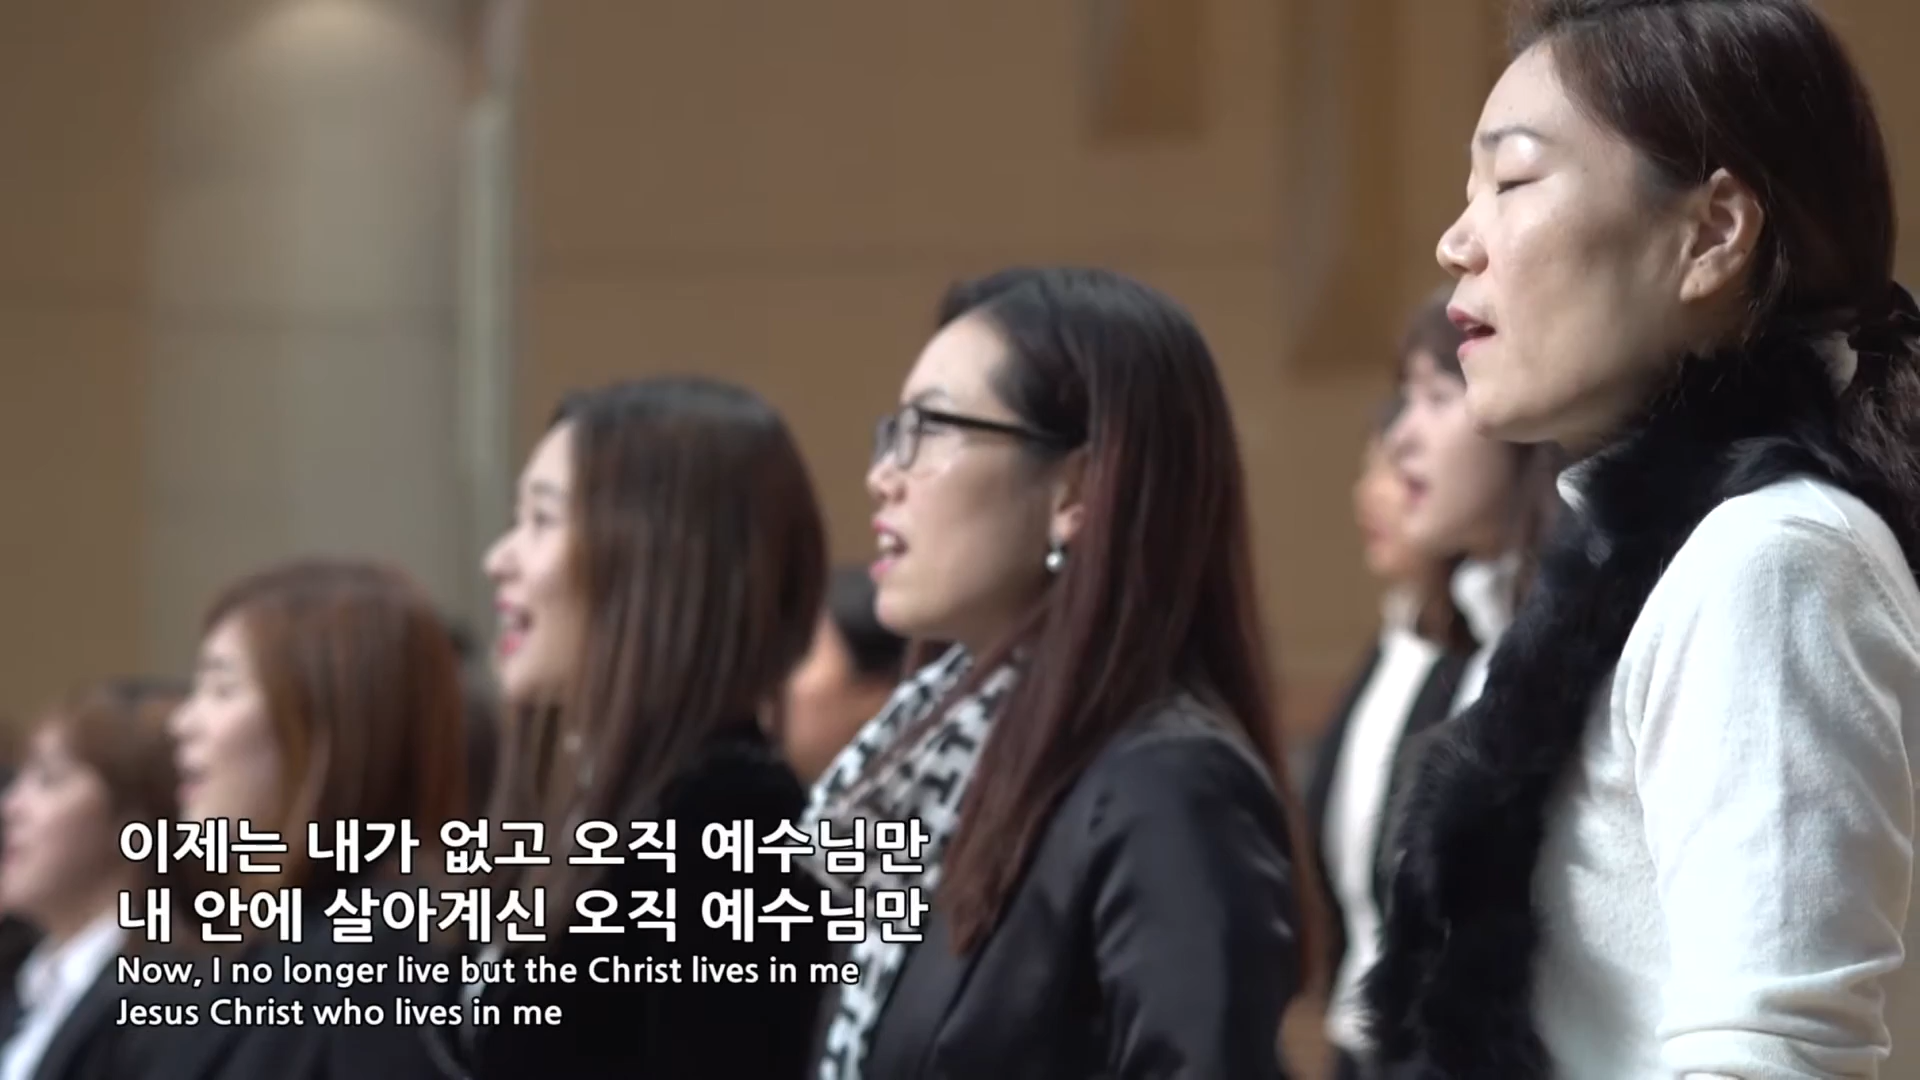 이제는 내가 없고 오직 예수님만
내 안에 살아계신 오직 예수님만
Now, I no longer live but the Christ lives in me
Jesus Christ who lives in me